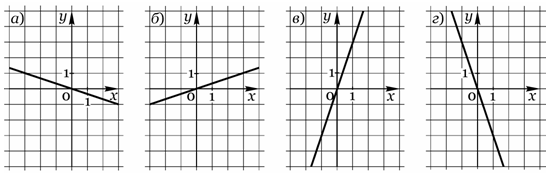 а) y 1 0 1 x
б) y 1 0 1 x
в) y 1 0 1 x
г) y 1 0 1 x